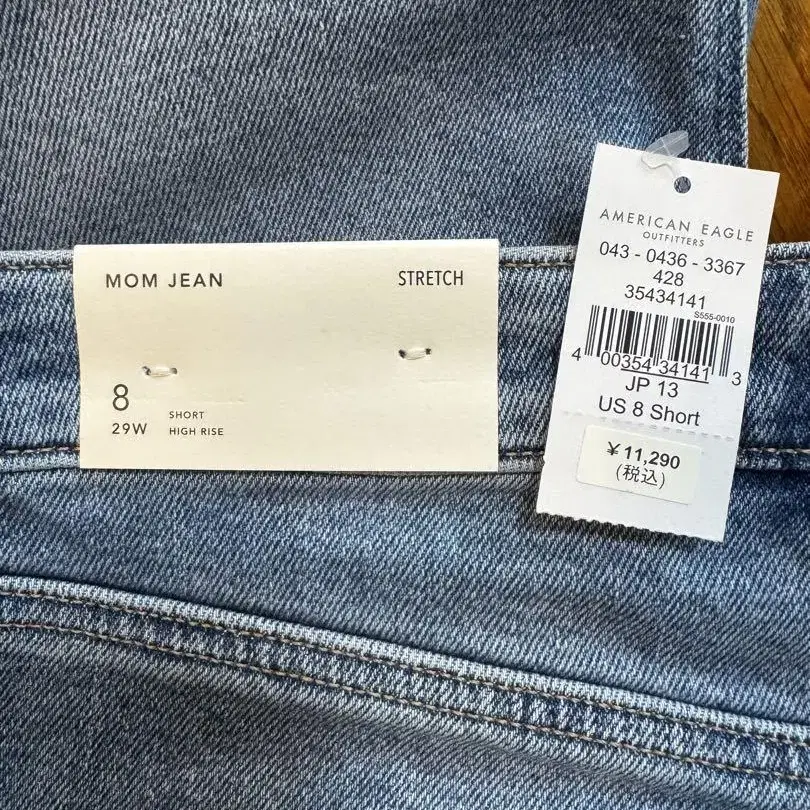 MOM JEAN
STRETCH
8
29W
SHORT
HIGH RISE
AMERICAN EAGLE
OUTFITTERS
043 - 0436 - 3367
428
35434141
S555-0010
4 00354 34141 3
JP 13
US 8 Short
￥11,290
(税込)